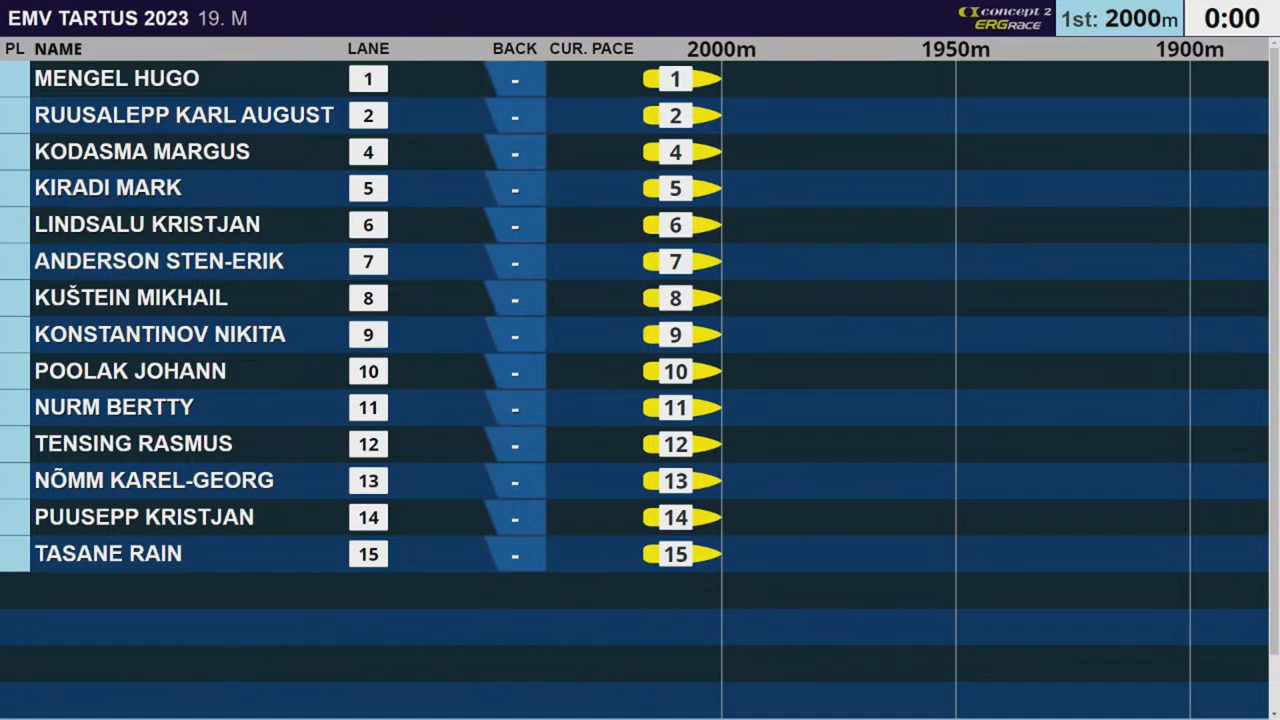 EMV TARTUS 2023 19. M concept 2 ERGRACE 1st: 2000m 0:00
PL NAME LANE BACK CUR. PACE 2000m 1950m 1900m
MENGEL HUGO 1 - 1
RUUSALEPP KARL AUGUST 2 - 2
KODASMA MARGUS 4 - 4
KIRADI MARK 5 - 5
LINDSALU KRISTJAN 6 - 6
ANDERSON STEN-ERIK 7 - 7
KUŠTEIN MIKHAIL 8 - 8
KONSTANTINOV NIKITA 9 - 9
POOLAK JOHANN 10 - 10
NURM BERTTY 11 - 11
TENSING RASMUS 12 - 12
NÕMM KAREL-GEORG 13 - 13
PUUSEPP KRISTJAN 14 - 14
TASANE RAIN 15 - 15